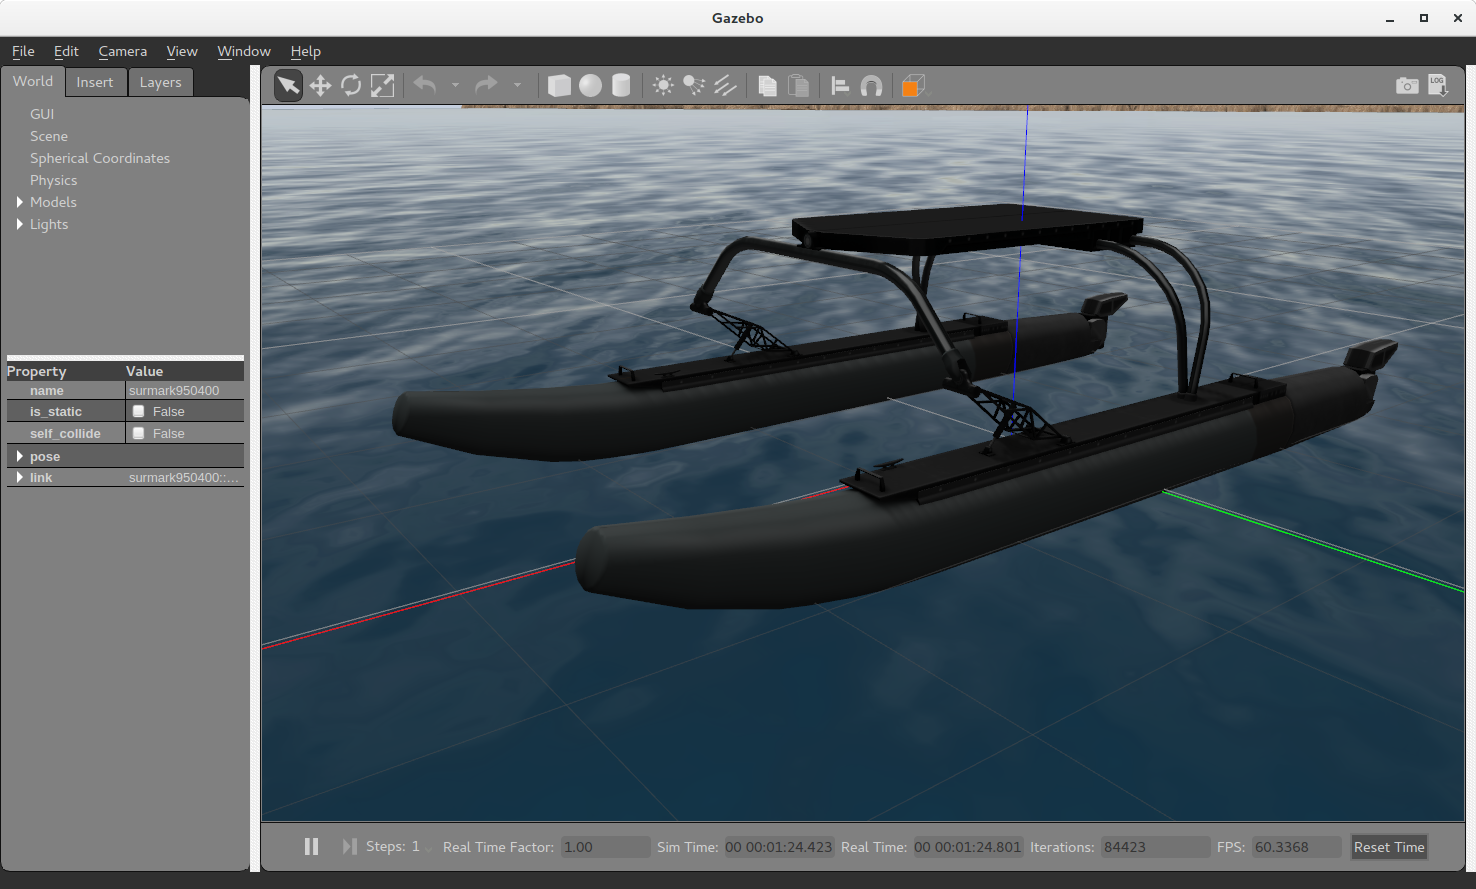 Gazebo
File Edit Camera View Window Help
World Insert Layers
LOG
GUI
Scene
Spherical Coordinates
Physics
Models
Lights
Property Value
name surmark950400
is_static False
self_collide False
pose
link surmark950400::...
Steps: 1 Real Time Factor: 1.00 Sim Time: 00 00:01:24.423 Real Time: 00 00:01:24.801 Iterations: 84423 FPS: 60.3368 Reset Time